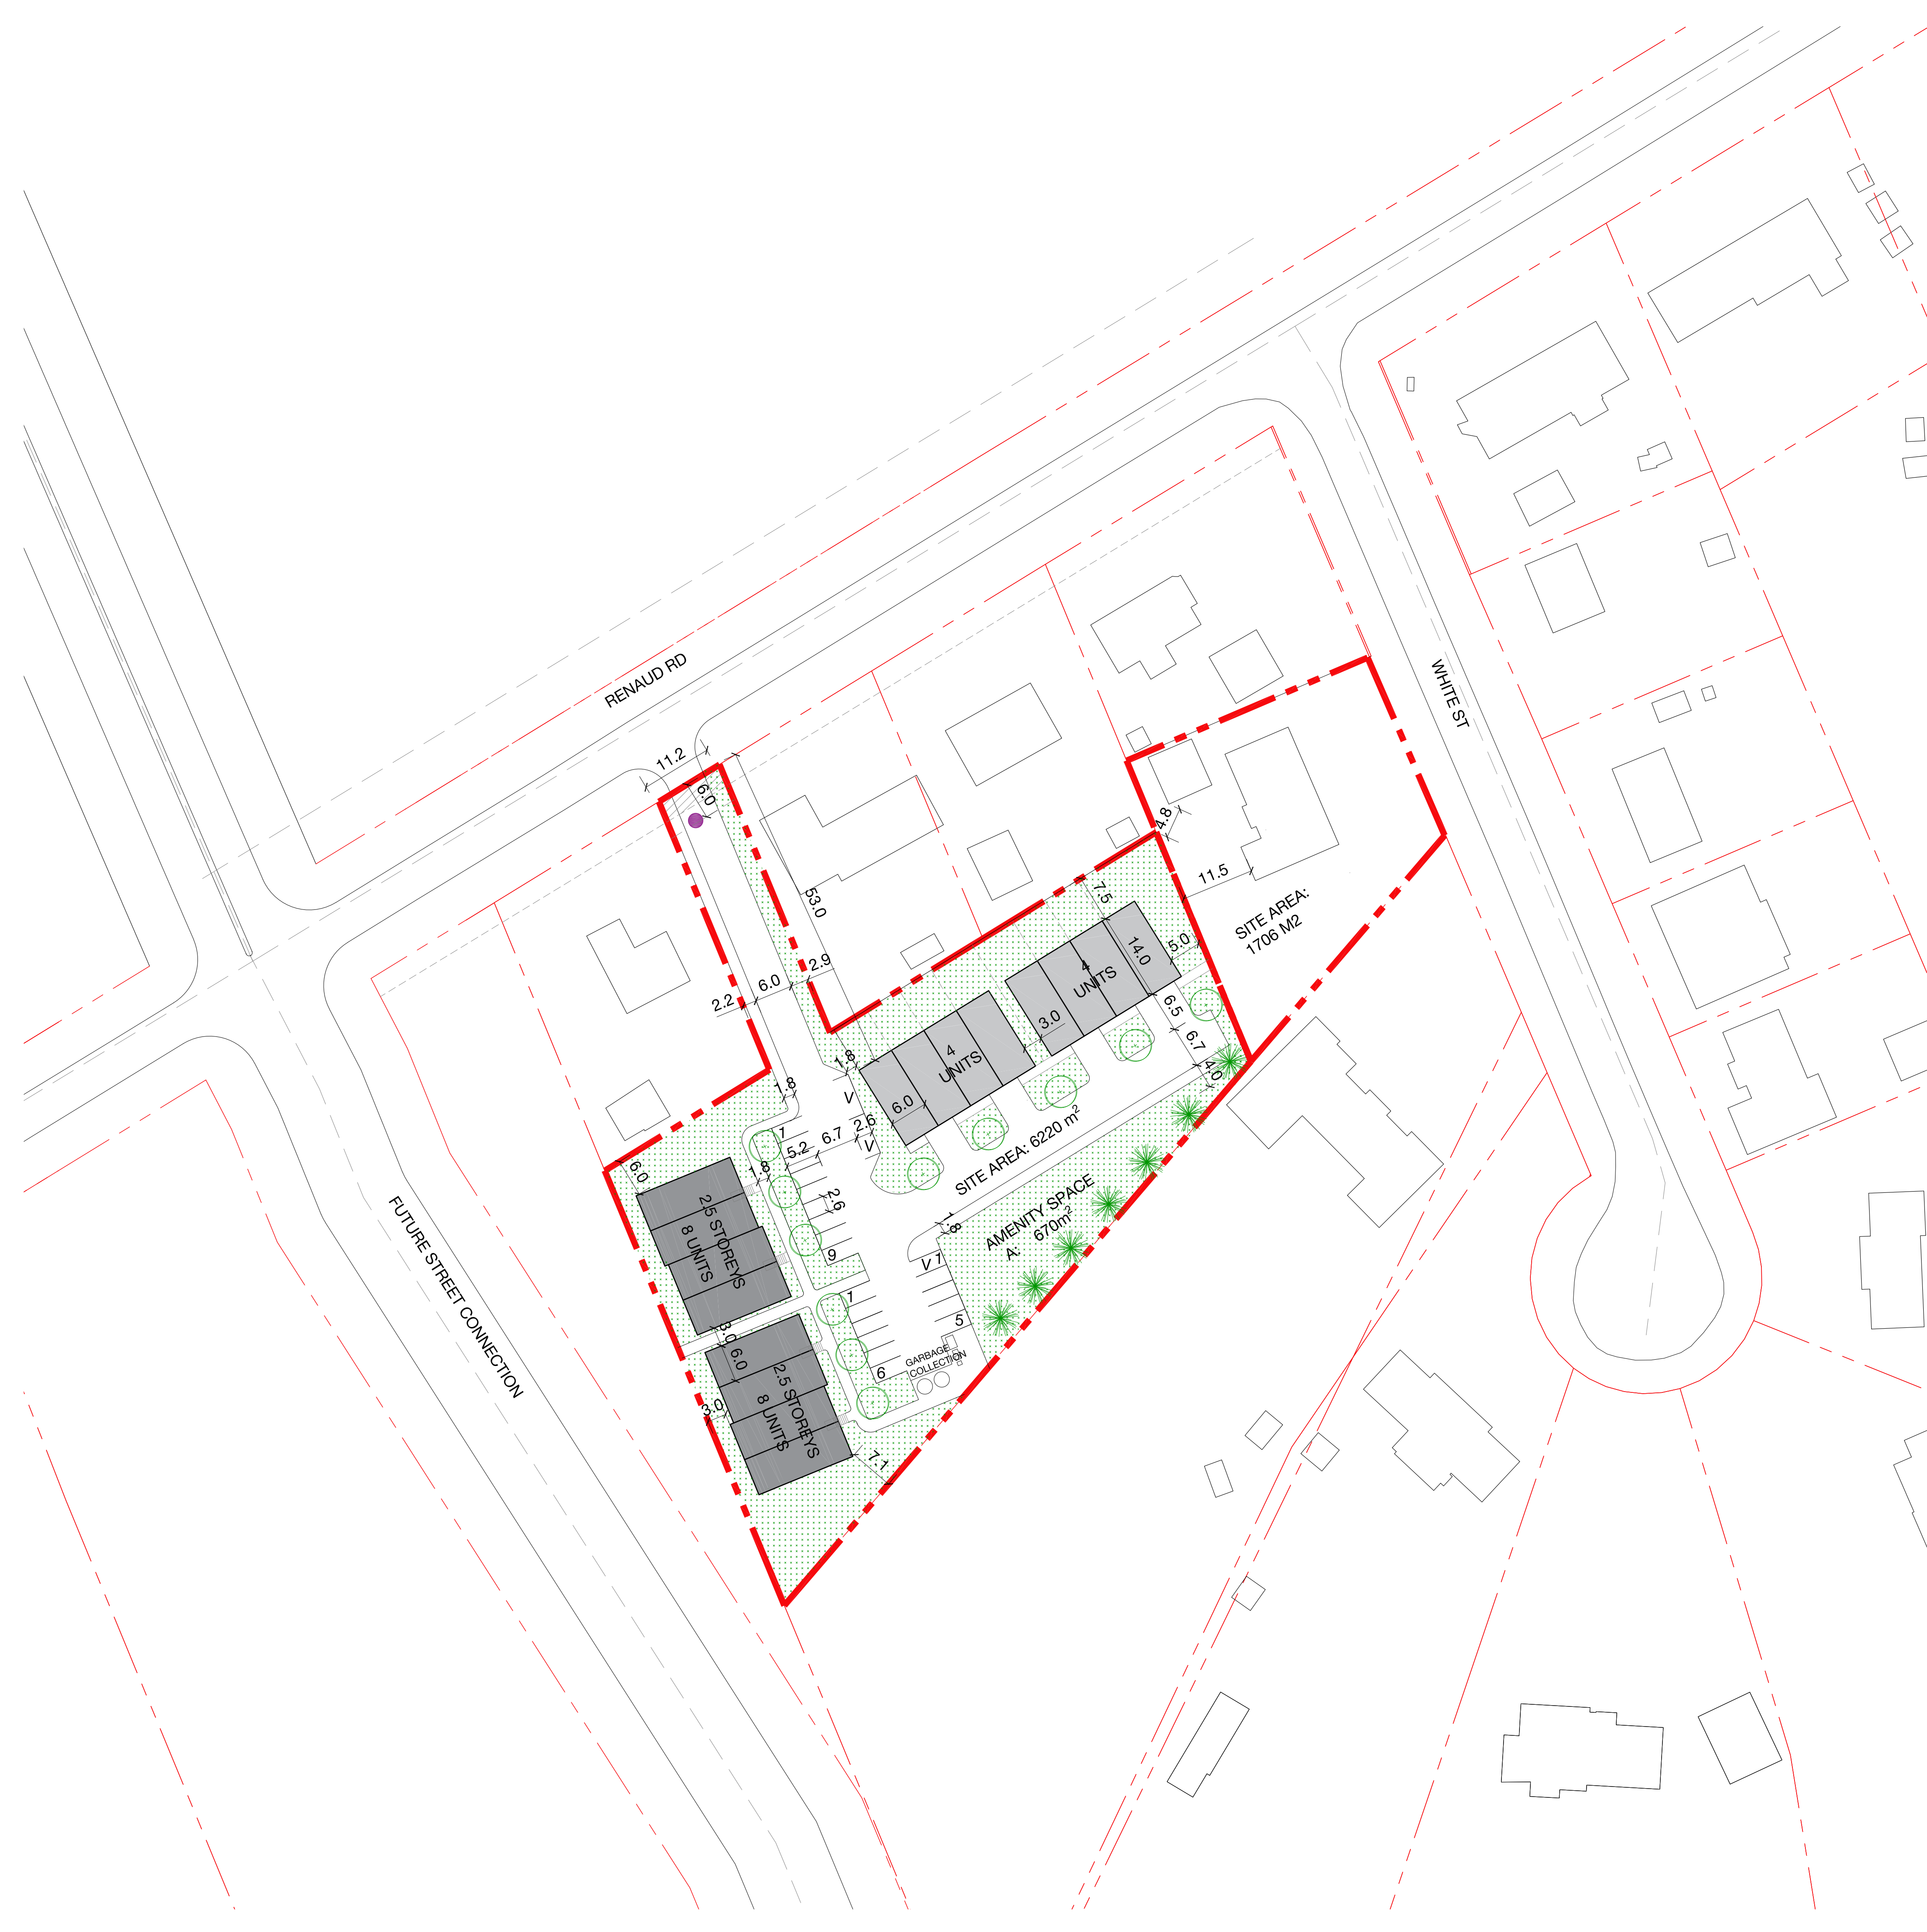 RENAUD RD
WHITE ST
11.2
6.0
53.0
4.8
11.5
7.5
SITE AREA:
1706 M2
14.0
5.0
2.2
6.0
2.9
4
UNITS
6.5
3.0
6.7
4.0
4
UNITS
1.8
1.8
V
6.0
2.6
6.7
V
1
5.2
1.8
6.0
2.6
SITE AREA: 6220 m2
AMENITY SPACE
A: 670m2
1.8
2.5 STOREYS
8 UNITS
9
V 1
1
5
3.0
6.0
GARBAGE
COLLECTION
6
2.5 STOREYS
8 UNITS
3.0
7.1
FUTURE STREET CONNECTION